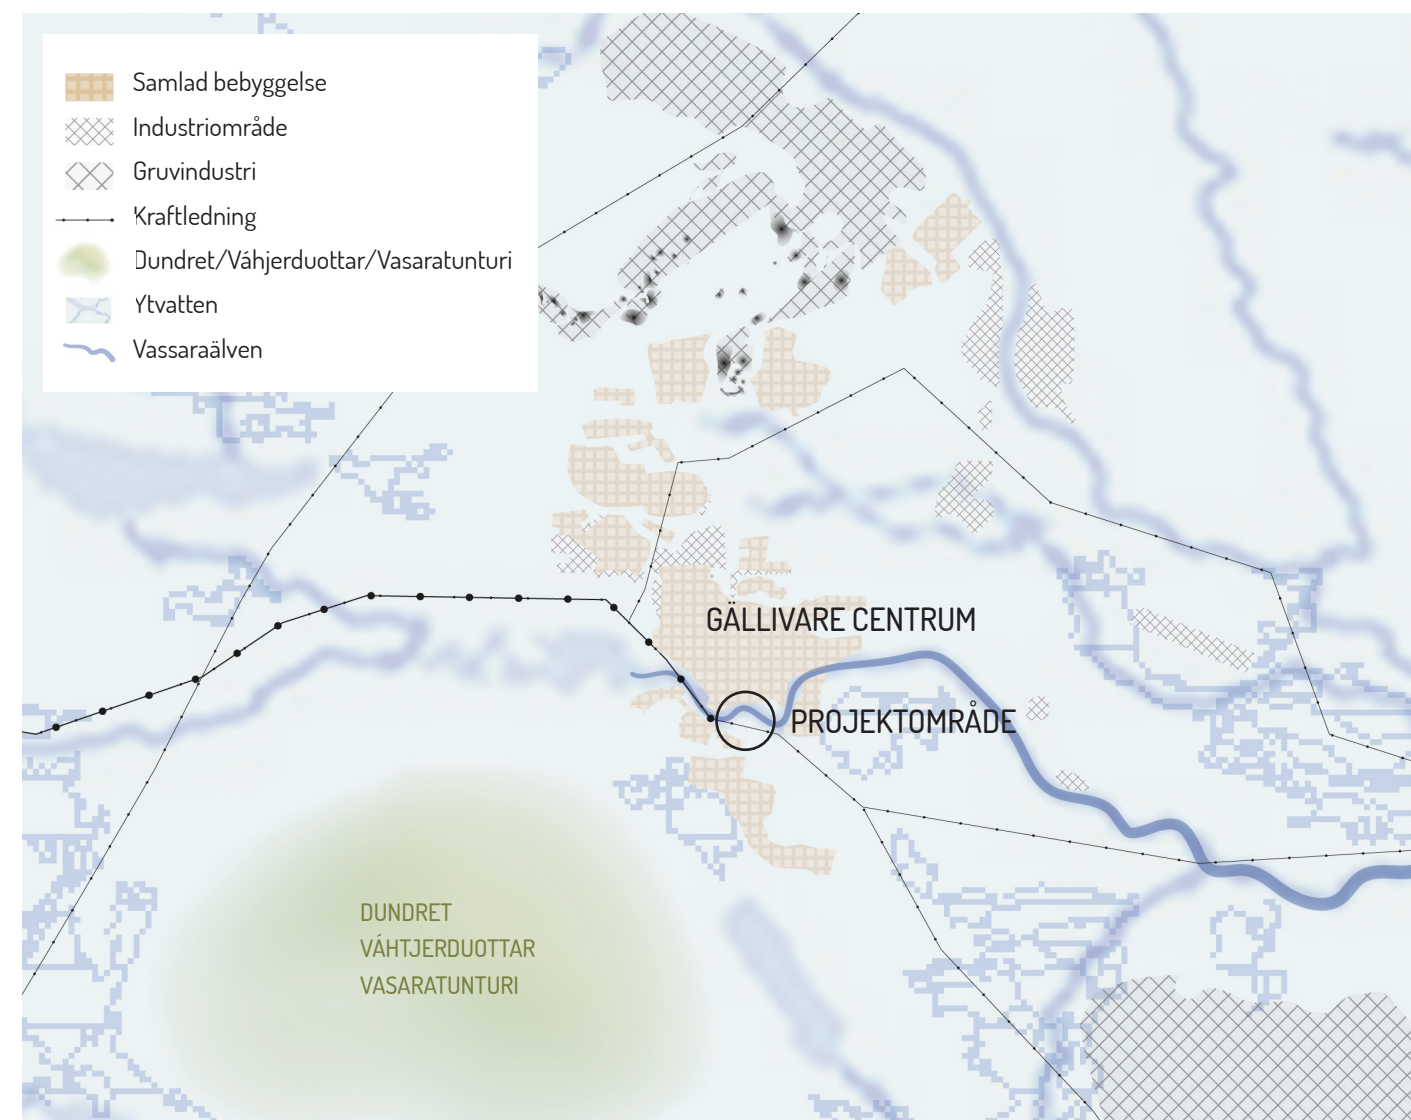 Samlad bebyggelse
Industriområde
Gruvindustri
Kraftledning
Dundret/Váhjerduottar/Vasaratunturi
Ytvatten
Vassaraälven
GÄLLIVARE CENTRUM
PROJEKTOMRÅDE
DUNDRET
VÁHTJERDUOTTAR
VASARATUNTURI